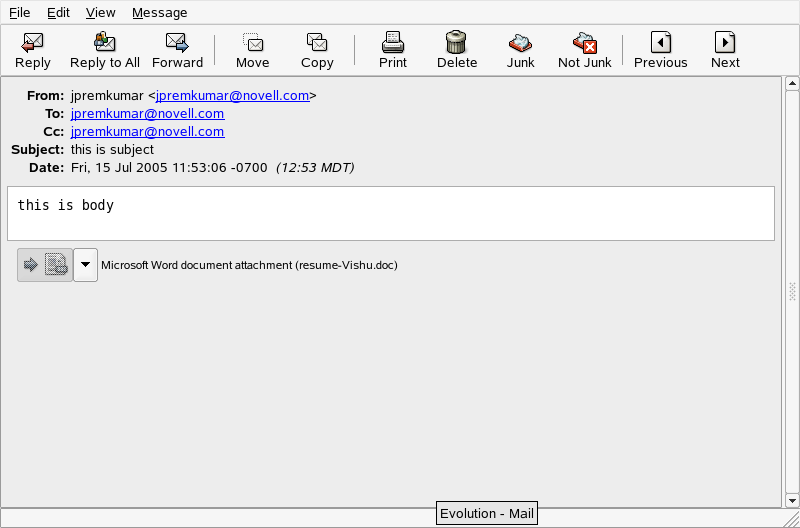 File Edit View Message
Reply Reply to All Forward Move Copy Print Delete Junk Not Junk Previous Next
From: jpremkumar <jpremkumar@novell.com>
To: jpremkumar@novell.com
Cc: jpremkumar@novell.com
Subject: this is subject
Date: Fri, 15 Jul 2005 11:53:06 -0700 (12:53 MDT)
this is body
Microsoft Word document attachment (resume-Vishu.doc)
Evolution - Mail